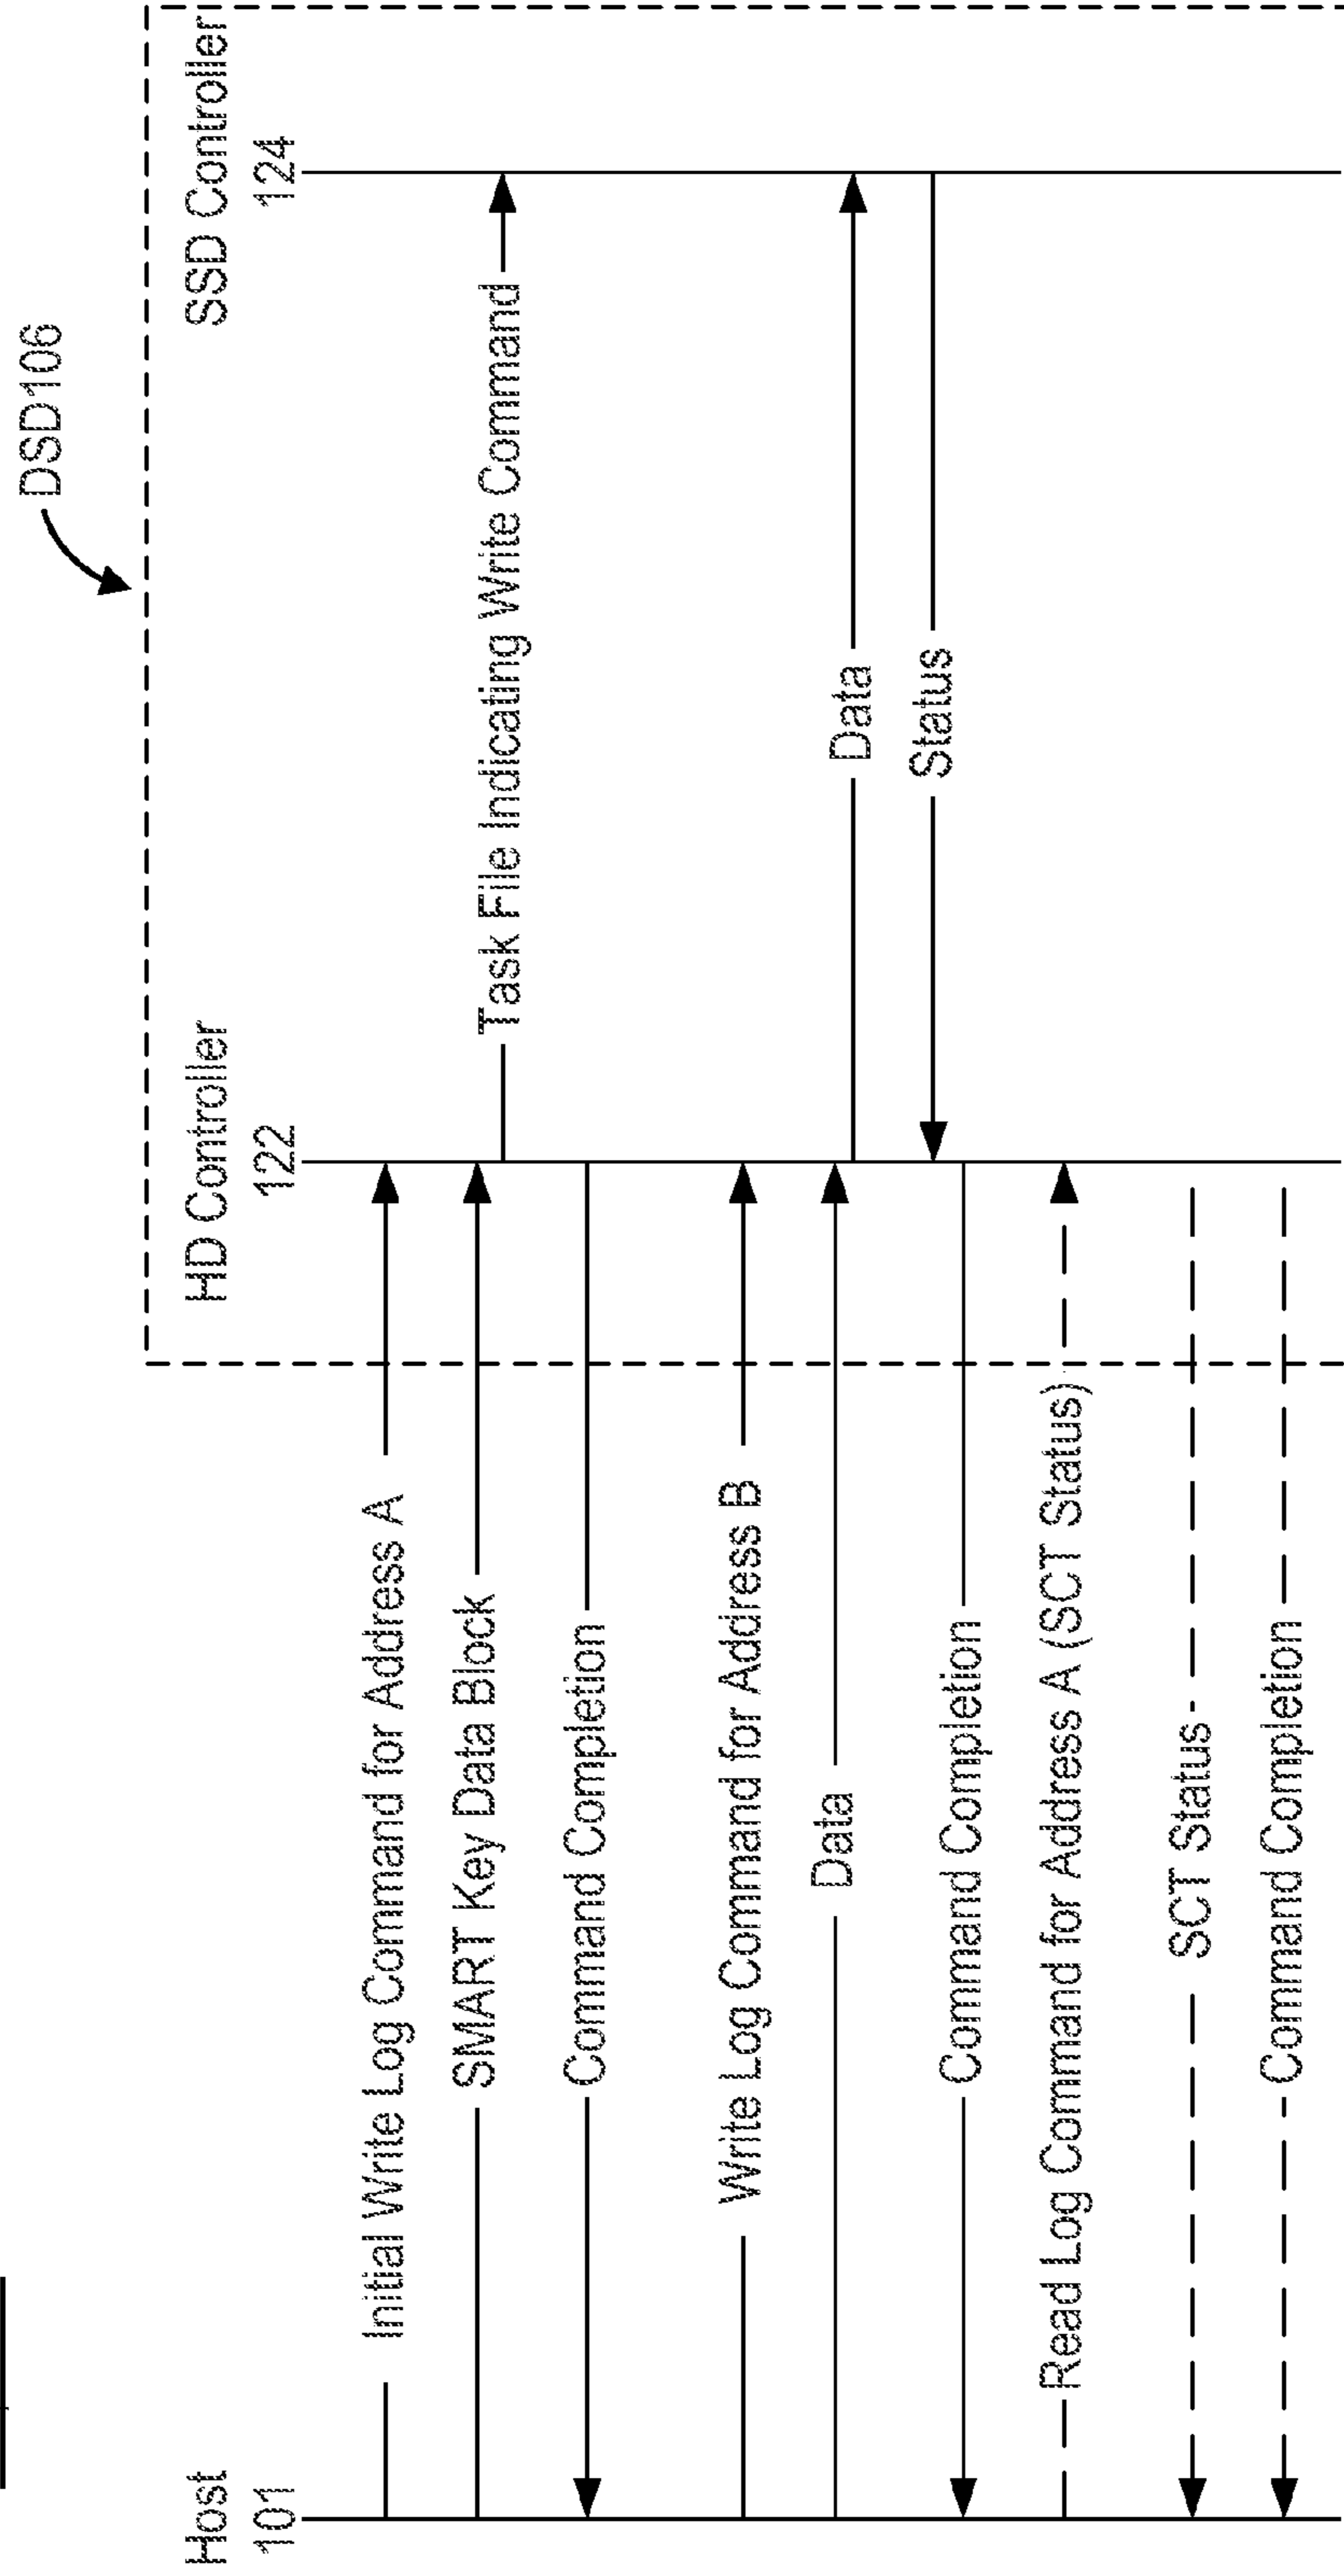 DSD106
Host
101
HD Controller
122
SSD Controller
124
Initial Write Log Command for Address A
SMART Key Data Block
Task File Indicating Write Command
Command Completion
Write Log Command for Address B
Data
Data
Status
Command Completion
Read Log Command for Address A (SCT Status)
SCT Status
Command Completion